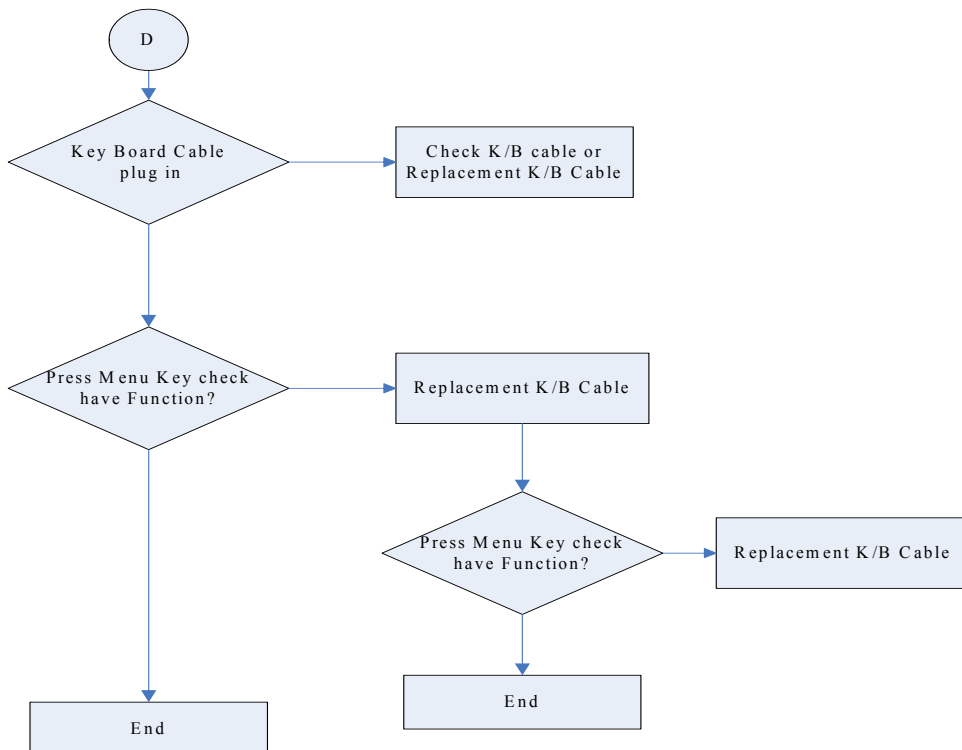 D
Key Board Cable
plug in
Check K/B cable or
Replacement K/B Cable
Press Menu Key check
have Function?
Replacement K/B Cable
Press Menu Key check
have Function?
Replacement K/B Cable
End
End